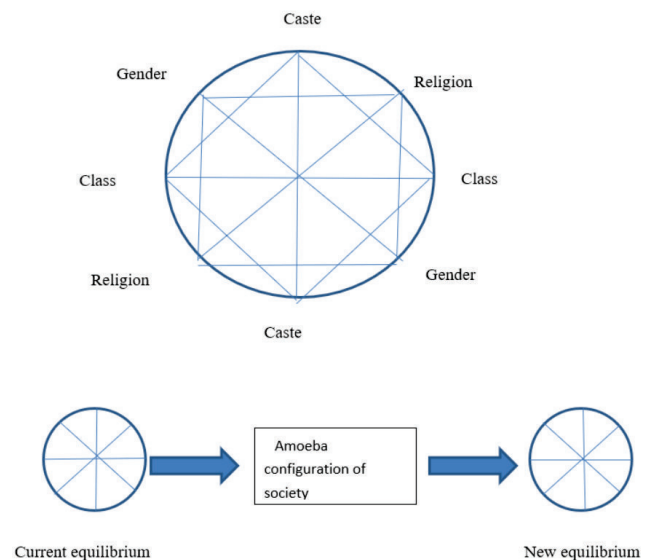 Caste
Gender
Religion
Class
Class
Religion
Gender
Caste
Amoeba
configuration of
society
Current equilibrium
New equilibrium